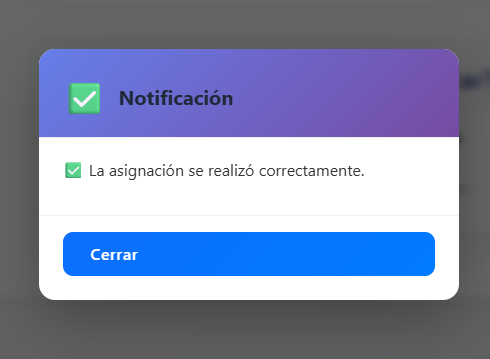 ✅ Notificación
✅ La asignación se realizó correctamente.
Cerrar